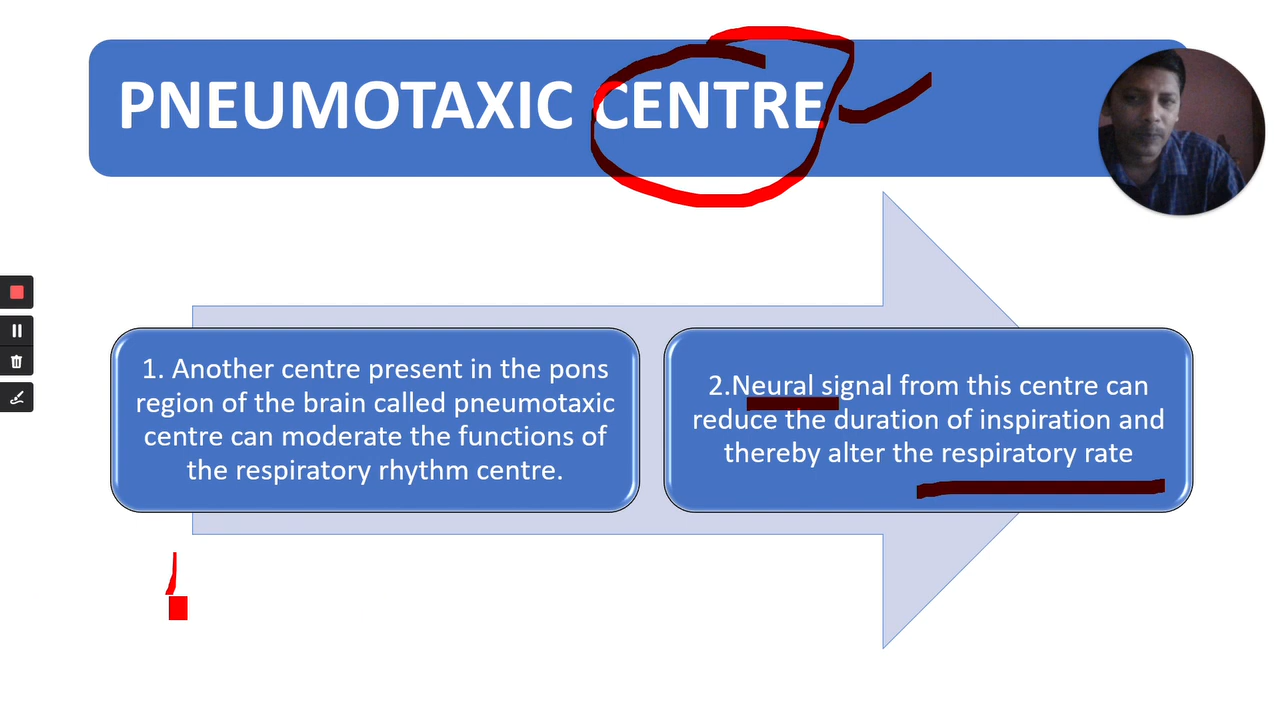 PNEUMOTAXIC CENTRE
1. Another centre present in the pons
region of the brain called pneumotaxic
centre can moderate the functions of
the respiratory rhythm centre.
2.Neural signal from this centre can
reduce the duration of inspiration and
thereby alter the respiratory rate